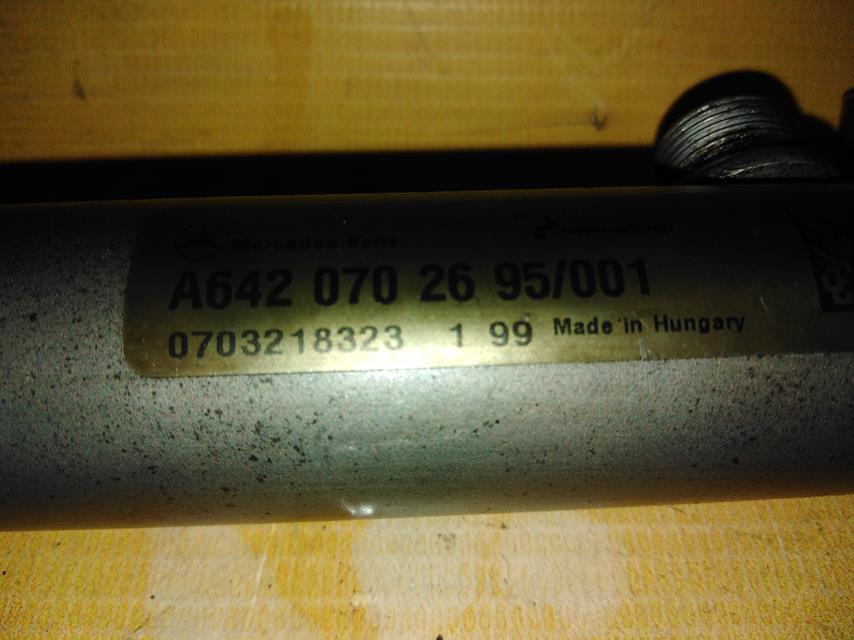 Mercedes Benz
A642 070 26 95/001
0703218323 1 99 Made in Hungary